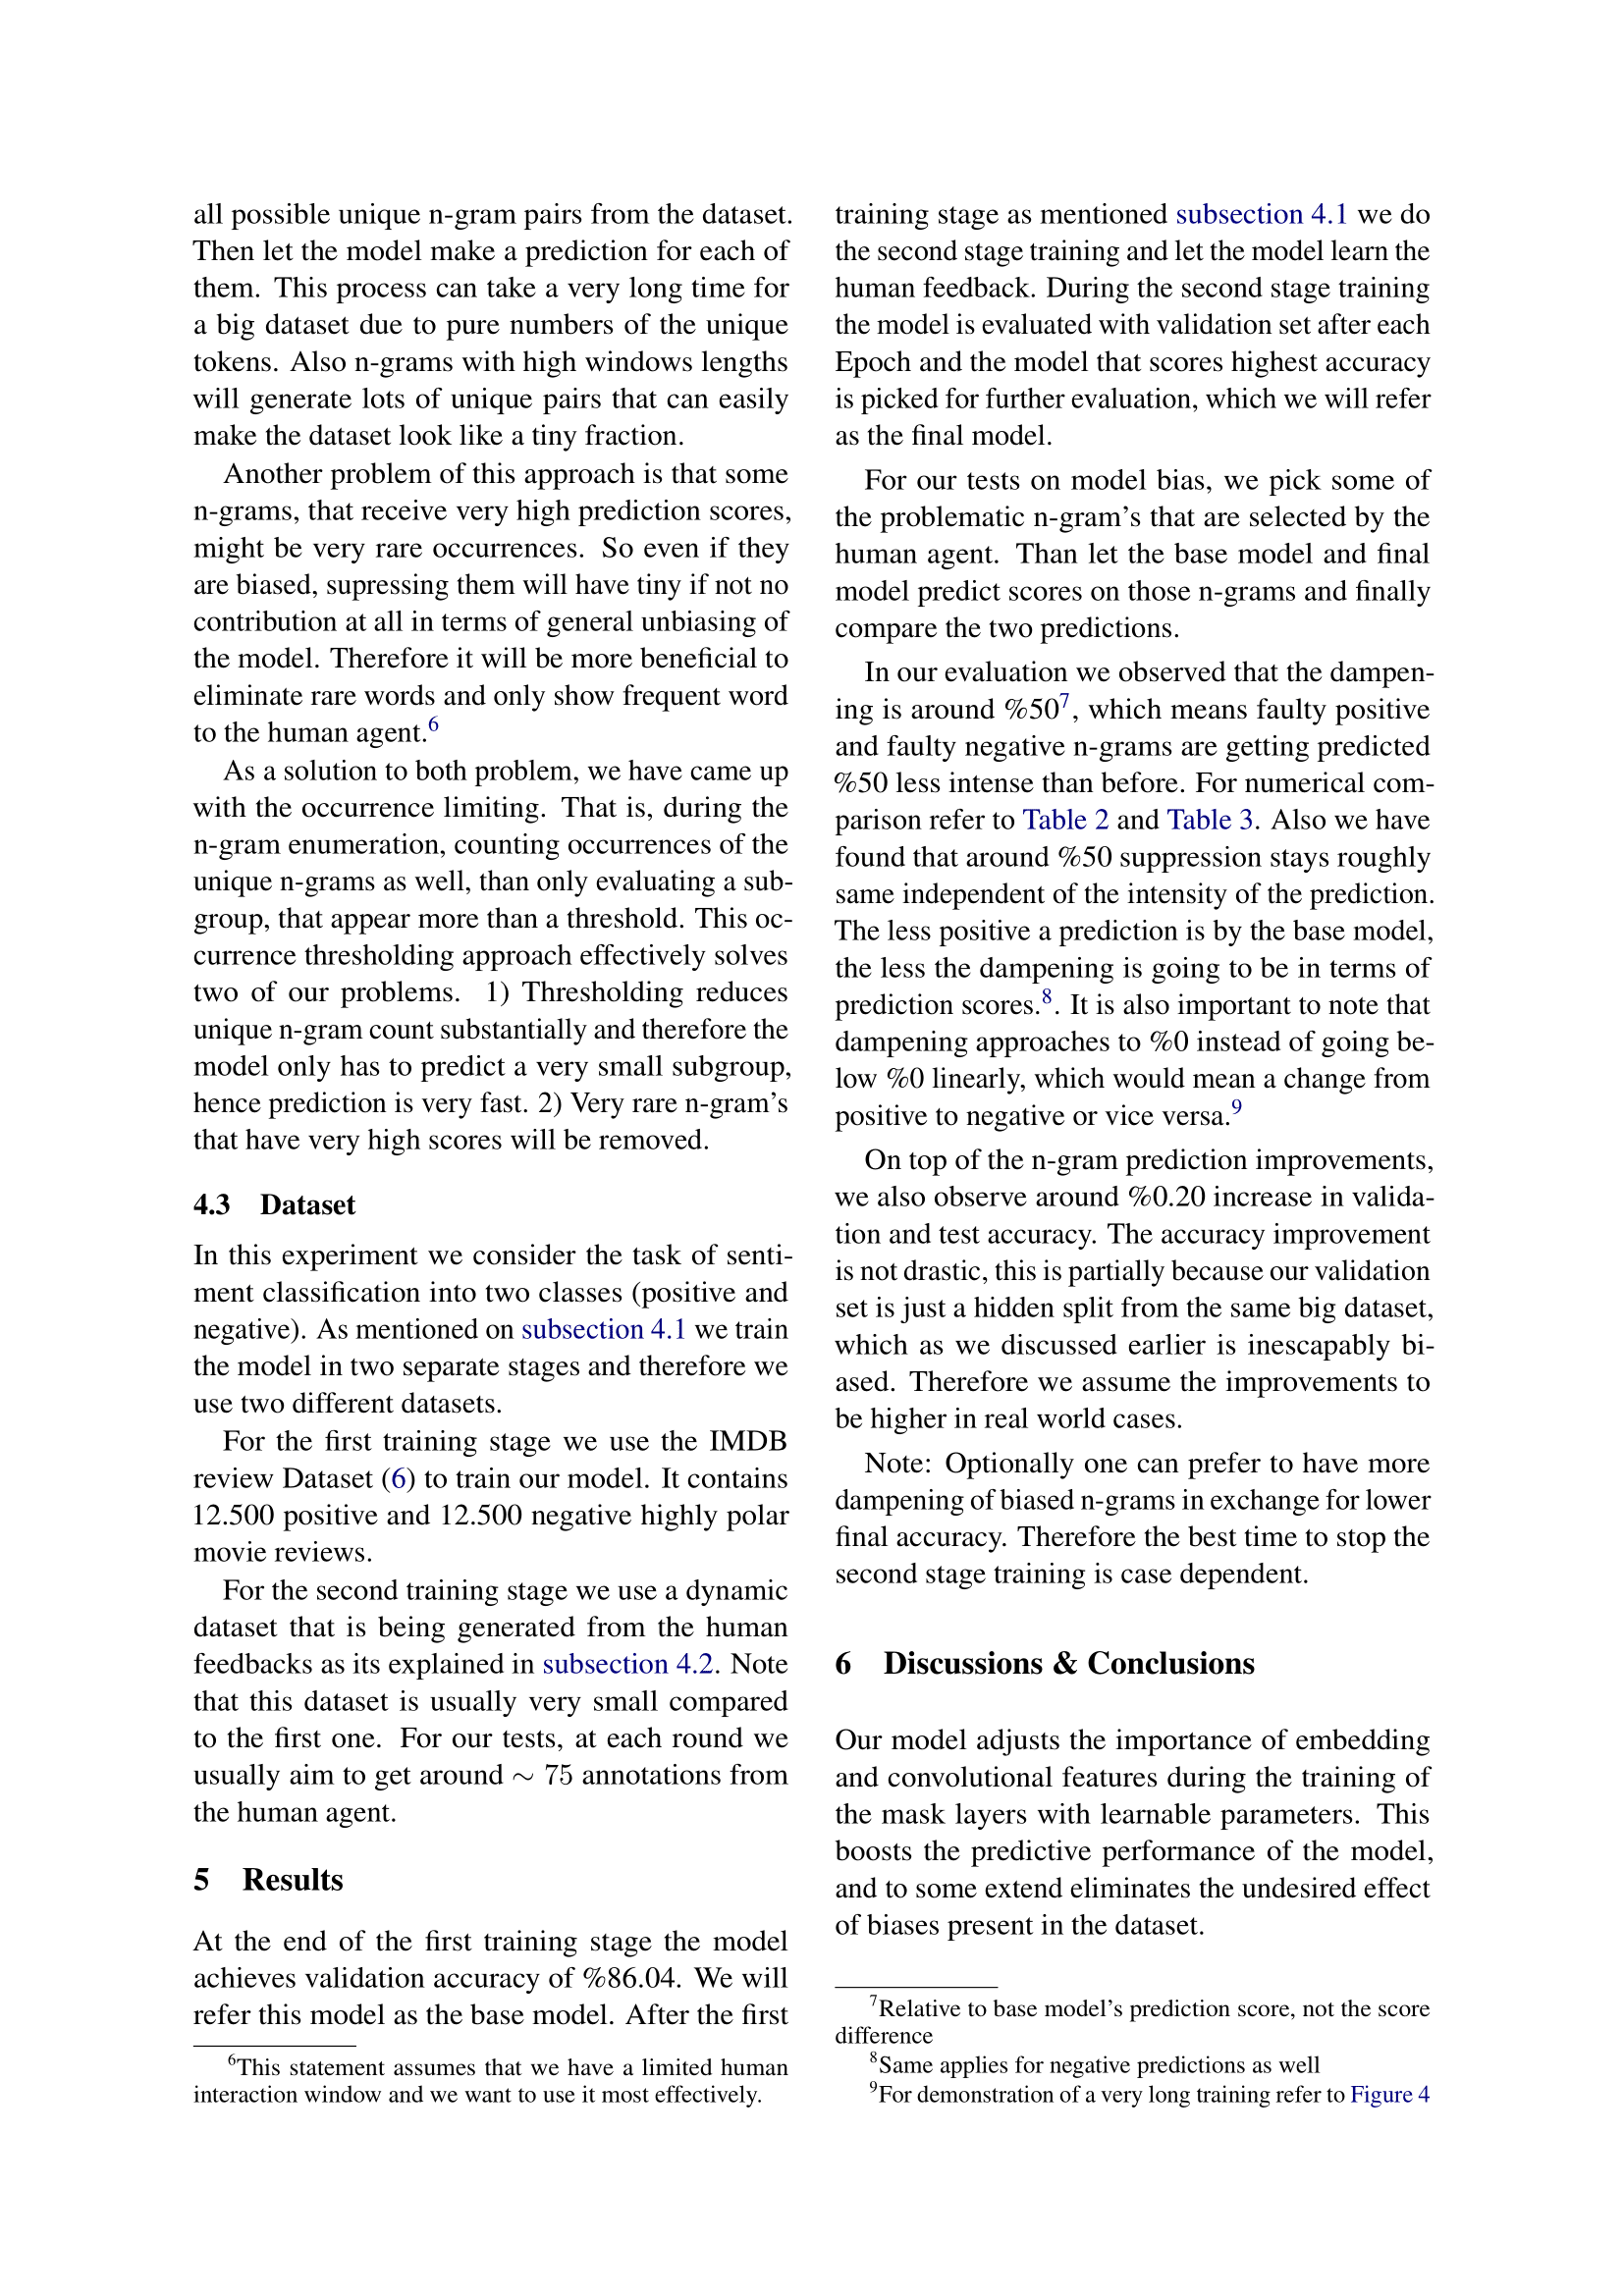 all possible unique n-gram pairs from the dataset.
Then let the model make a prediction for each of
them. This process can take a very long time for
a big dataset due to pure numbers of the unique
tokens. Also n-grams with high windows lengths
will generate lots of unique pairs that can easily
make the dataset look like a tiny fraction.
Another problem of this approach is that some
n-grams, that receive very high prediction scores,
might be very rare occurrences. So even if they
are biased, supressing them will have tiny if not no
contribution at all in terms of general unbiasing of
the model. Therefore it will be more beneficial to
eliminate rare words and only show frequent word
to the human agent.6
As a solution to both problem, we have came up
with the occurrence limiting. That is, during the
n-gram enumeration, counting occurrences of the
unique n-grams as well, than only evaluating a sub-
group, that appear more than a threshold. This oc-
currence thresholding approach effectively solves
two of our problems. 1) Thresholding reduces
unique n-gram count substantially and therefore the
model only has to predict a very small subgroup,
hence prediction is very fast. 2) Very rare n-gram's
that have very high scores will be removed.
4.3 Dataset
In this experiment we consider the task of senti-
ment classification into two classes (positive and
negative). As mentioned on subsection 4.1 we train
the model in two separate stages and therefore we
use two different datasets.
For the first training stage we use the IMDB
review Dataset (6) to train our model. It contains
12.500 positive and 12.500 negative highly polar
movie reviews.
For the second training stage we use a dynamic
dataset that is being generated from the human
feedbacks as its explained in subsection 4.2. Note
that this dataset is usually very small compared
to the first one. For our tests, at each round we
usually aim to get around ∼ 75 annotations from
the human agent.
5 Results
At the end of the first training stage the model
achieves validation accuracy of %86.04. We will
refer this model as the base model. After the first
6This statement assumes that we have a limited human
interaction window and we want to use it most effectively.
training stage as mentioned subsection 4.1 we do
the second stage training and let the model learn the
human feedback. During the second stage training
the model is evaluated with validation set after each
Epoch and the model that scores highest accuracy
is picked for further evaluation, which we will refer
as the final model.
For our tests on model bias, we pick some of
the problematic n-gram's that are selected by the
human agent. Than let the base model and final
model predict scores on those n-grams and finally
compare the two predictions.
In our evaluation we observed that the dampen-
ing is around %507, which means faulty positive
and faulty negative n-grams are getting predicted
%50 less intense than before. For numerical com-
parison refer to Table 2 and Table 3. Also we have
found that around %50 suppression stays roughly
same independent of the intensity of the prediction.
The less positive a prediction is by the base model,
the less the dampening is going to be in terms of
prediction scores.8. It is also important to note that
dampening approaches to %0 instead of going be-
low %0 linearly, which would mean a change from
positive to negative or vice versa.9
On top of the n-gram prediction improvements,
we also observe around %0.20 increase in valida-
tion and test accuracy. The accuracy improvement
is not drastic, this is partially because our validation
set is just a hidden split from the same big dataset,
which as we discussed earlier is inescapably bi-
ased. Therefore we assume the improvements to
be higher in real world cases.
Note: Optionally one can prefer to have more
dampening of biased n-grams in exchange for lower
final accuracy. Therefore the best time to stop the
second stage training is case dependent.
6 Discussions & Conclusions
Our model adjusts the importance of embedding
and convolutional features during the training of
the mask layers with learnable parameters. This
boosts the predictive performance of the model,
and to some extend eliminates the undesired effect
of biases present in the dataset.
7Relative to base model's prediction score, not the score
difference
8Same applies for negative predictions as well
9For demonstration of a very long training refer to Figure 4